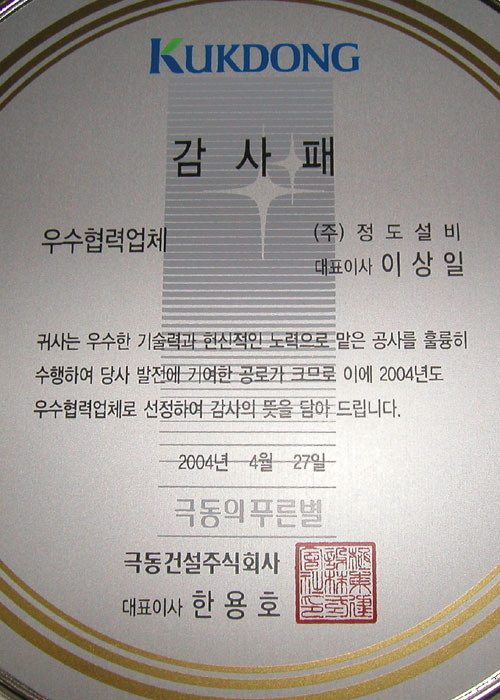 KUKDONG
감 사 패
우수협력업체
(주) 정 도 설 비
대표이사 이 상 일
귀사는 우수한 기술력과 헌신적인 노력으로 맡은 공사를 훌륭히
수행하여 당사 발전에 기여한 공로가 크므로 이에 2004년도
우수협력업체로 선정하여 감사의 뜻을 담아 드립니다.
2004년 4월 27일
극동의푸른별
극동건설주식회사
대표이사 한 용 호